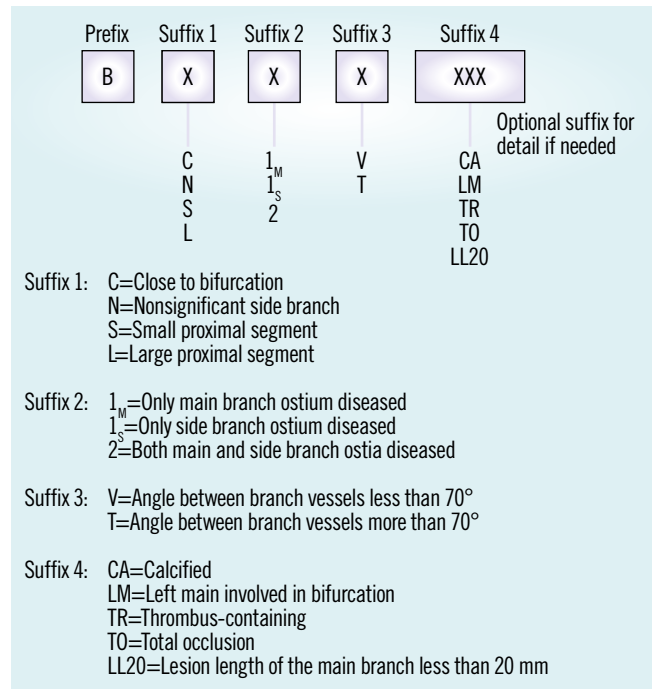 Prefix Suffix 1 Suffix 2 Suffix 3 Suffix 4
B X X X XXX
Optional suffix for
detail if needed
C 1M V CA
N 1S T LM
S 2 TR
L TO
LL20
Suffix 1: C=Close to bifurcation
N=Nonsignificant side branch
S=Small proximal segment
L=Large proximal segment
Suffix 2: 1M=Only main branch ostium diseased
1S=Only side branch ostium diseased
2=Both main and side branch ostia diseased
Suffix 3: V=Angle between branch vessels less than 70°
T=Angle between branch vessels more than 70°
Suffix 4: CA=Calcified
LM=Left main involved in bifurcation
TR=Thrombus-containing
TO=Total occlusion
LL20=Lesion length of the main branch less than 20 mm